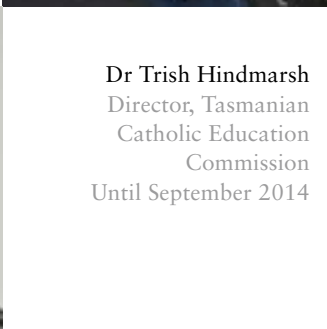 Dr Trish Hindmarsh
Director, Tasmanian
Catholic Education
Commission
Until September 2014